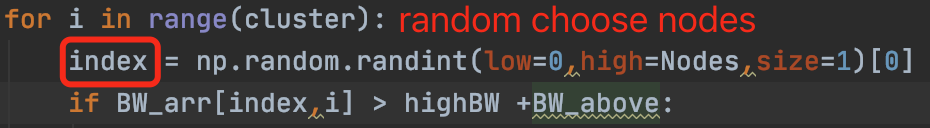 for i in range(cluster): random choose nodes
index = np.random.randint(low=0,high=Nodes,size=1)[0]
if BW_arr[index,i] > highBW +BW_above: